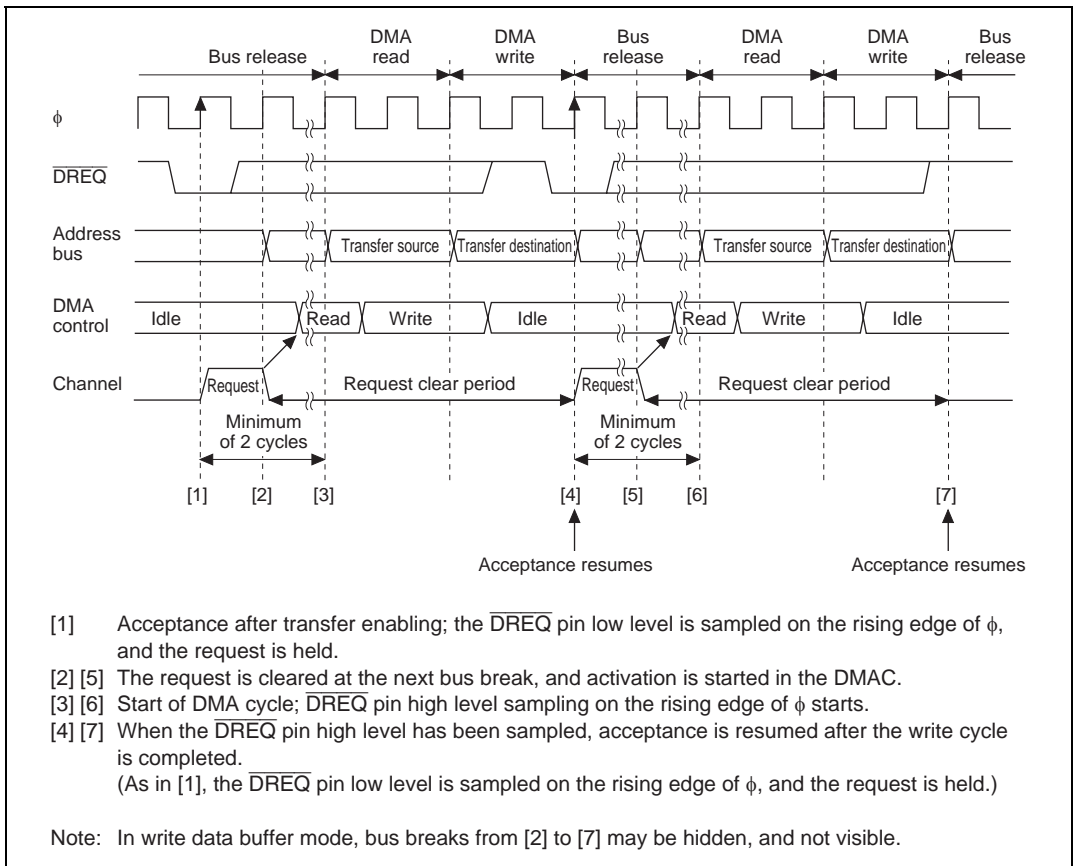 Bus release
DMA read
DMA write
Bus release
DMA read
DMA write
Bus release
φ
DREQ
Address bus
Transfer source
Transfer destination
Transfer source
Transfer destination
DMA control
Idle
Read
Write
Idle
Read
Write
Idle
Channel
Request
Request clear period
Request
Request clear period
Minimum of 2 cycles
Minimum of 2 cycles
[1]
[2]
[3]
[4]
[5]
[6]
[7]
Acceptance resumes
Acceptance resumes
[1] Acceptance after transfer enabling; the DREQ pin low level is sampled on the rising edge of φ,
and the request is held.
[2] [5] The request is cleared at the next bus break, and activation is started in the DMAC.
[3] [6] Start of DMA cycle; DREQ pin high level sampling on the rising edge of φ starts.
[4] [7] When the DREQ pin high level has been sampled, acceptance is resumed after the write cycle
is completed.
(As in [1], the DREQ pin low level is sampled on the rising edge of φ, and the request is held.)
Note: In write data buffer mode, bus breaks from [2] to [7] may be hidden, and not visible.